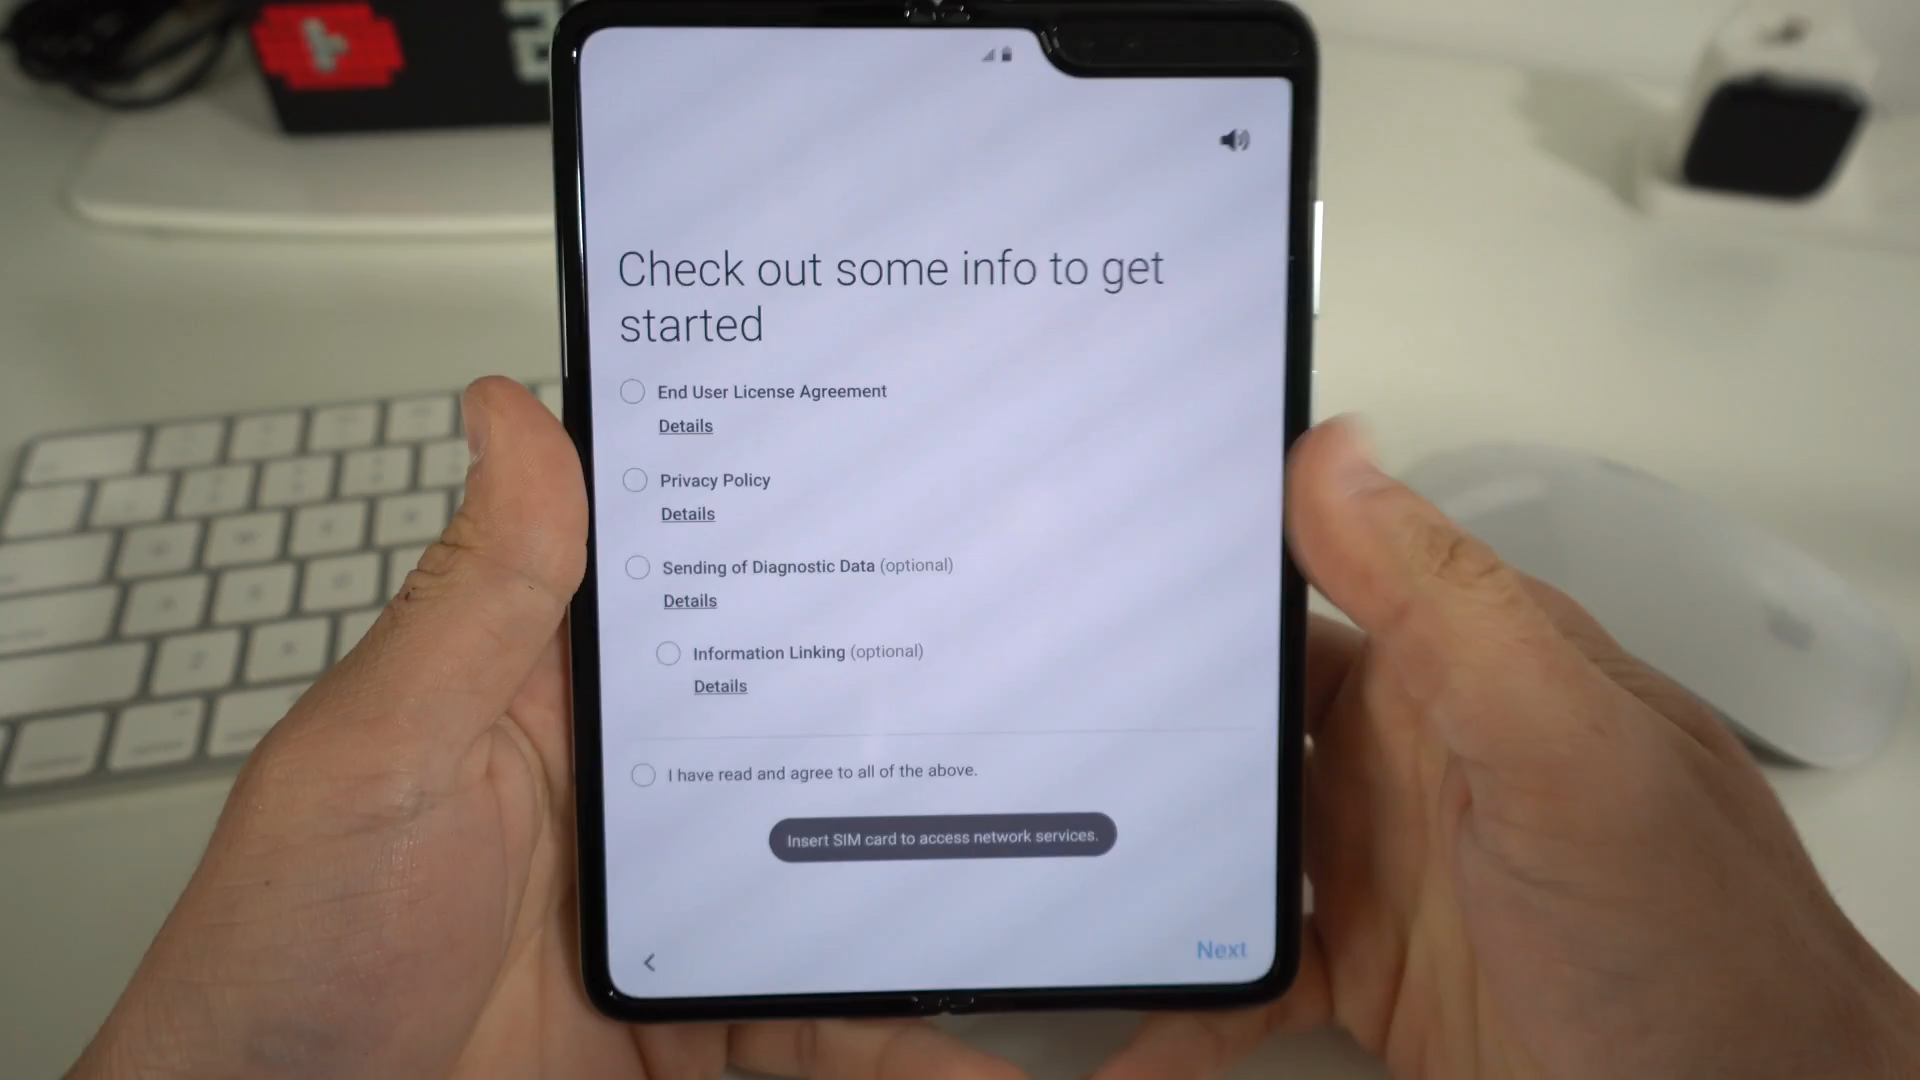 Check out some info to get
started
End User License Agreement
Details
Privacy Policy
Details
Sending of Diagnostic Data (optional)
Details
Information Linking (optional)
Details
I have read and agree to all of the above.
Insert SIM card to access network services.
Next